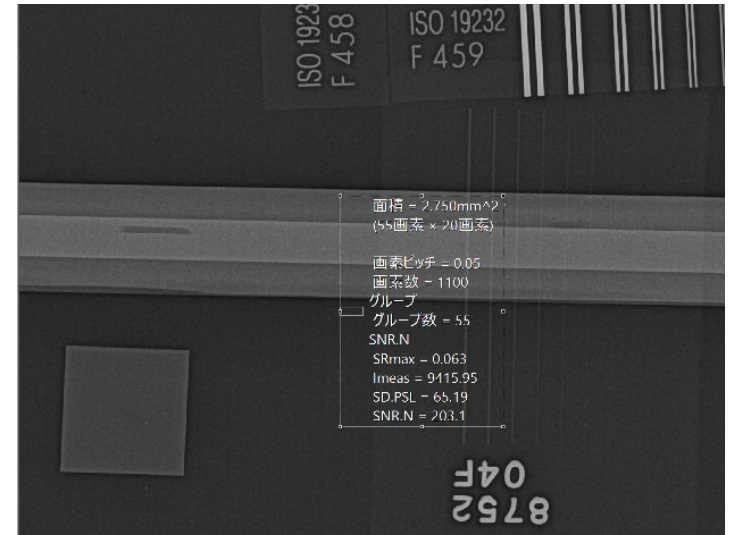 ISO 19232
F 458
ISO 19232
F 459
面積 = 2.750mm^2
(55画素 × 20画素)
画素ピッチ = 0.05
画素数 = 1100
グループ
グループ数 = 55
SNR.N
SRmax = 0.063
Imeas = 9415.95
SD.PSL = 65.19
SNR.N = 203.1
04F
8752